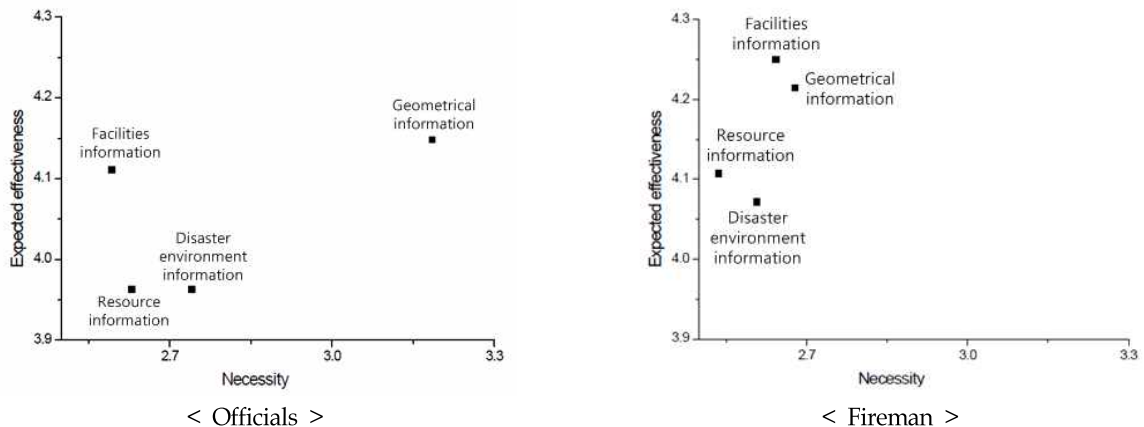 4.3
4.2
4.1
4.0
3.9
Expected effectiveness
Geometrical
information
Facilities
information
Disaster
environment
information
Resource
information
2.7
3.0
3.3
Necessity
< Officials >
4.3
4.2
4.1
4.0
3.9
Expected effectiveness
Facilities
information
Geometrical
information
Resource
information
Disaster
environment
information
2.7
3.0
3.3
Necessity
< Fireman >